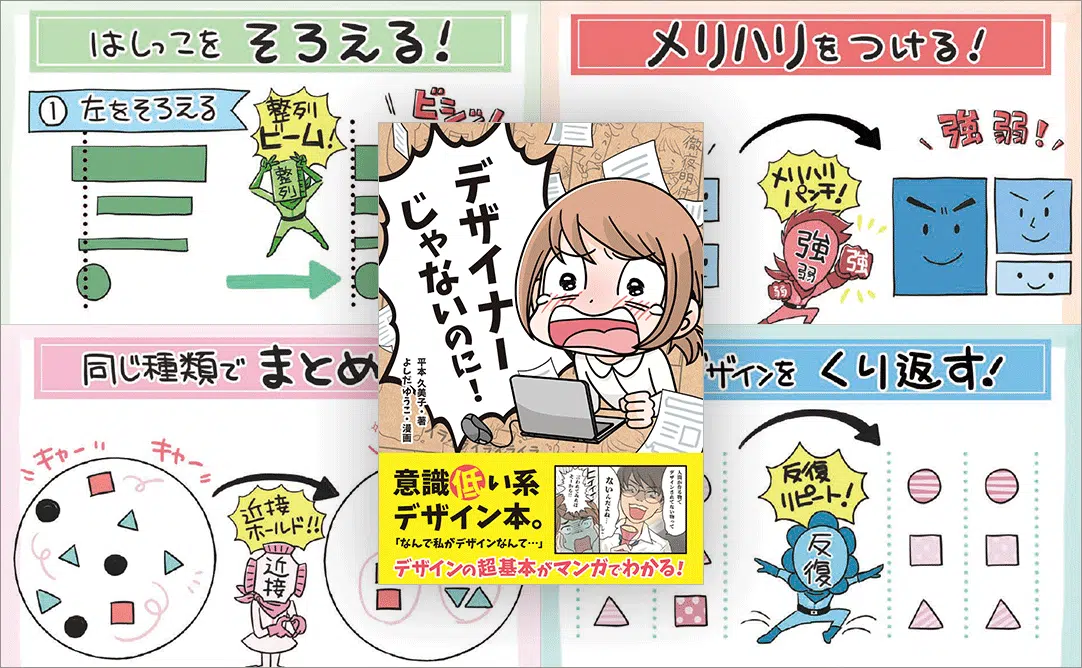 はしっこを そろえる!
① 左をそろえる
整列
ビーム!
整列
ビシッ!
メリハリをつける!
強弱!
メリハリ
パンチ!
強
弱
強
弱
デザイナー
じゃないのに!
平本 久美子・著
よしだゆうこ・漫画
意識低い系
デザイン本。
「なんで私がデザインなんて…」
ないんだよね…
デザインの超基本がマンガでわかる!
同じ種類で まとめ
キャー
キャー
近接
ホールド!!
近接
ザインを くり返す!
反復
リピート!
反復